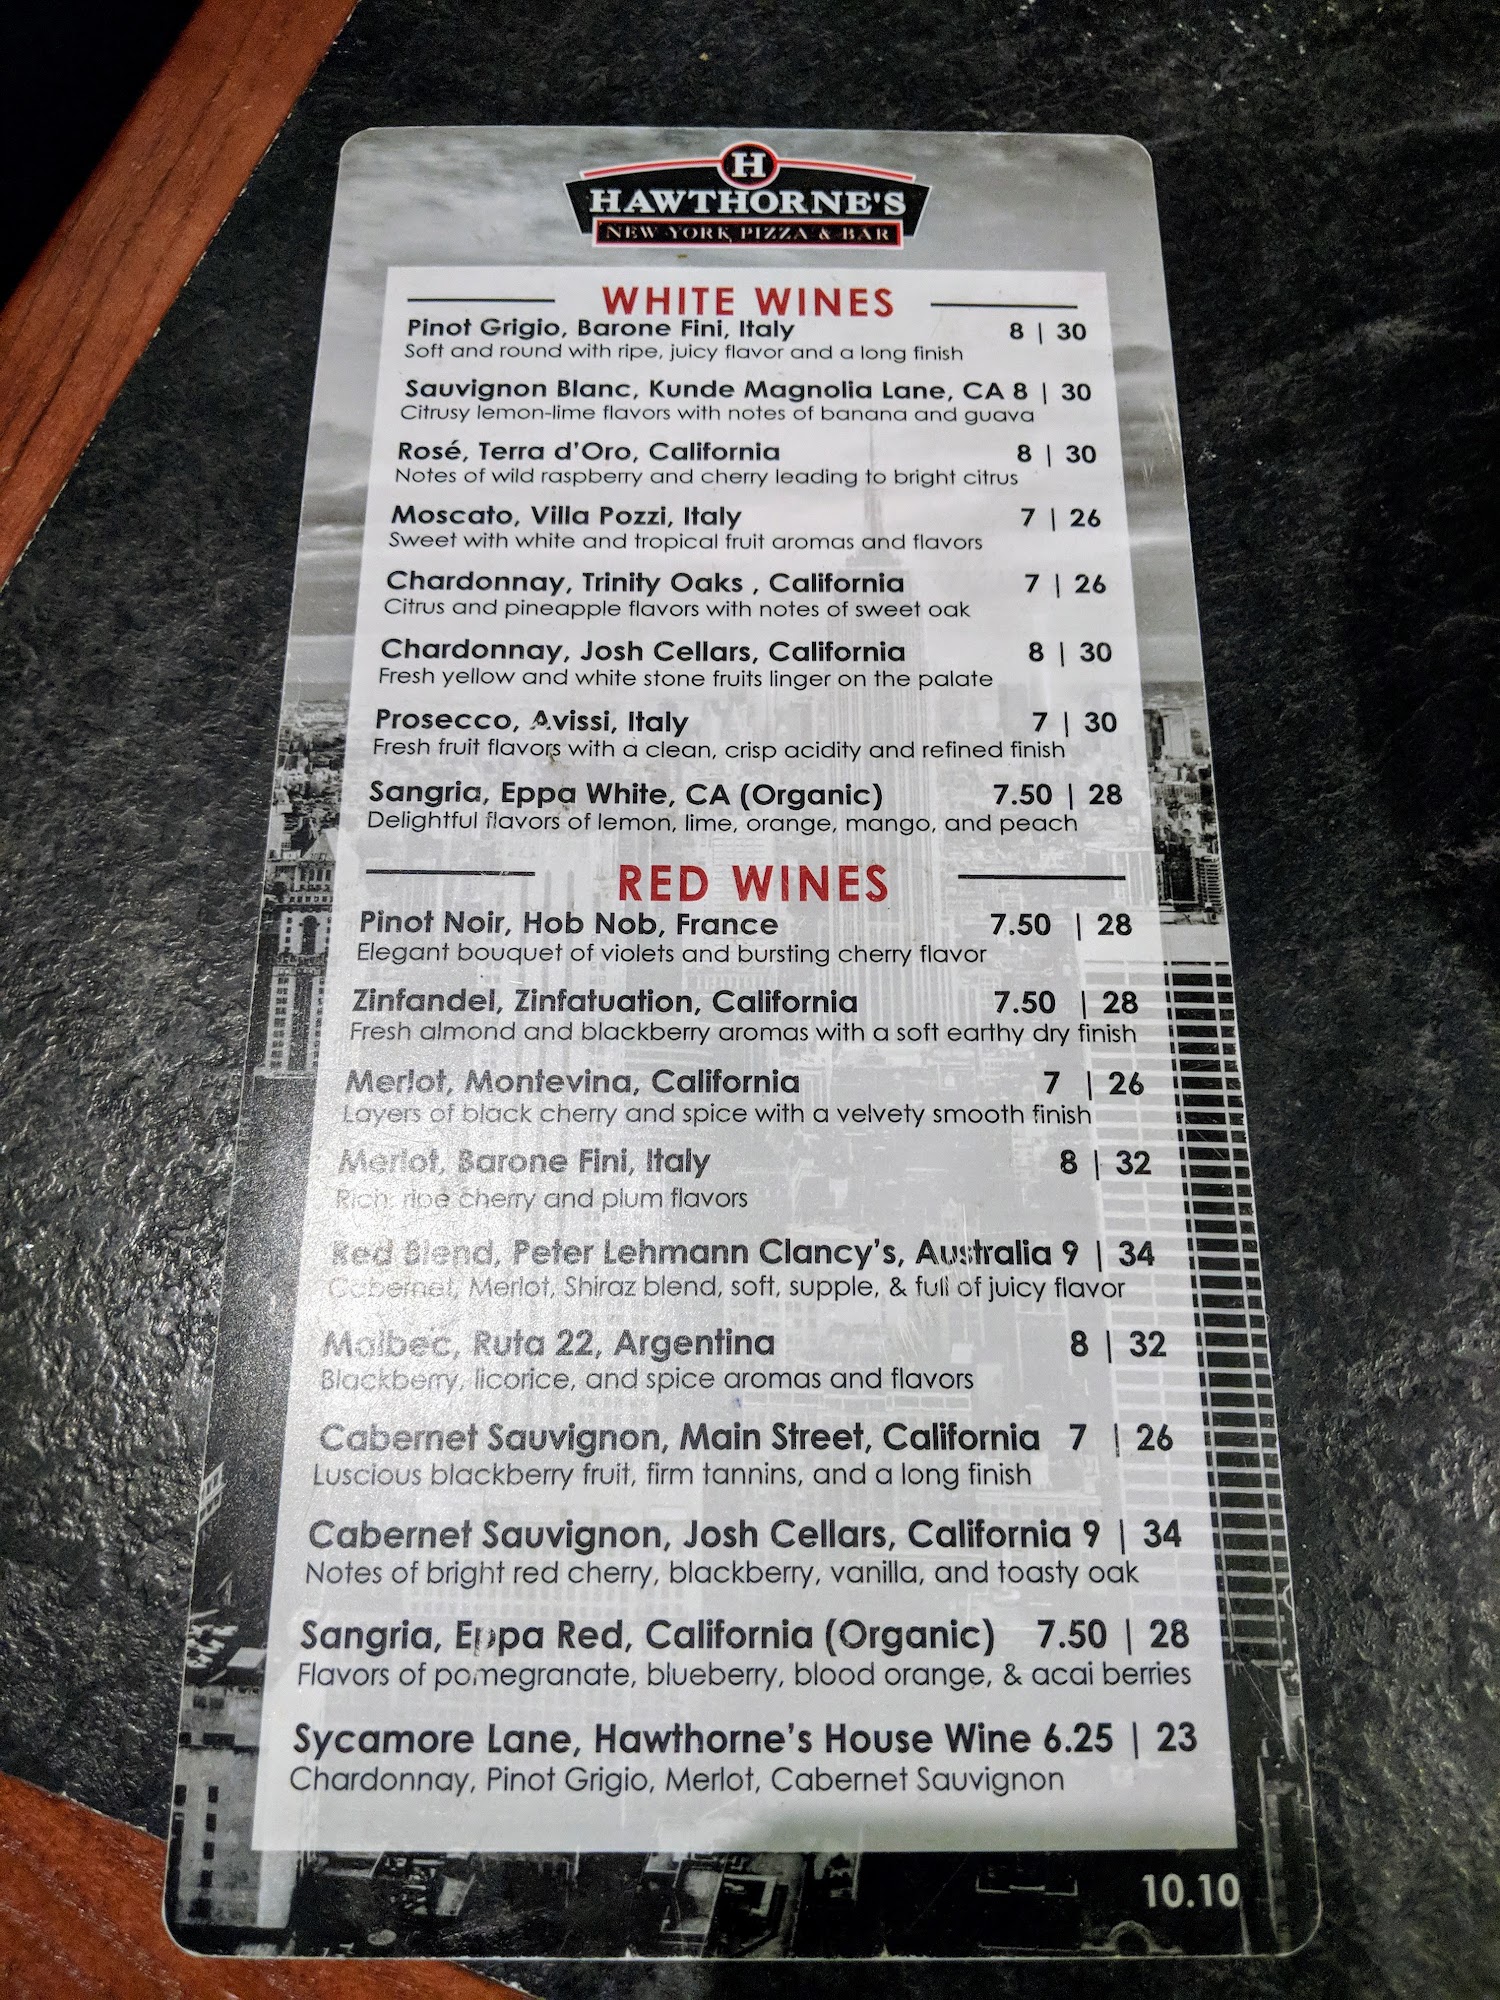 H
HAWTHORNE'S
NEW YORK PIZZA & BAR
WHITE WINES
Pinot Grigio, Barone Fini, Italy 8 | 30
Soft and round with ripe, juicy flavor and a long finish
Sauvignon Blanc, Kunde Magnolia Lane, CA 8 | 30
Citrusy lemon-lime flavors with notes of banana and guava
Rosé, Terra d'Oro, California 8 | 30
Notes of wild raspberry and cherry leading to bright citrus
Moscato, Villa Pozzi, Italy 7 | 26
Sweet with white and tropical fruit aromas and flavors
Chardonnay, Trinity Oaks , California 7 | 26
Citrus and pineapple flavors with notes of sweet oak
Chardonnay, Josh Cellars, California 8 | 30
Fresh yellow and white stone fruits linger on the palate
Prosecco, Avissi, Italy 7 | 30
Fresh fruit flavors with a clean, crisp acidity and refined finish
Sangria, Eppa White, CA (Organic) 7.50 | 28
Delightful flavors of lemon, lime, orange, mango, and peach
RED WINES
Pinot Noir, Hob Nob, France 7.50 | 28
Elegant bouquet of violets and bursting cherry flavor
Zinfandel, Zinfatuation, California 7.50 | 28
Fresh almond and blackberry aromas with a soft earthy dry finish
Merlot, Montevina, California 7 | 26
Layers of black cherry and spice with a velvety smooth finish
Merlot, Barone Fini, Italy 8 | 32
Rich, ripe cherry and plum flavors
Red Blend, Peter Lehmann Clancy's, Australia 9 | 34
Cabernet, Merlot, Shiraz blend, soft, supple, & full of juicy flavor
Malbec, Ruta 22, Argentina 8 | 32
Blackberry, licorice, and spice aromas and flavors
Cabernet Sauvignon, Main Street, California 7 | 26
Luscious blackberry fruit, firm tannins, and a long finish
Cabernet Sauvignon, Josh Cellars, California 9 | 34
Notes of bright red cherry, blackberry, vanilla, and toasty oak
Sangria, Eppa Red, California (Organic) 7.50 | 28
Flavors of pomegranate, blueberry, blood orange, & acai berries
Sycamore Lane, Hawthorne's House Wine 6.25 | 23
Chardonnay, Pinot Grigio, Merlot, Cabernet Sauvignon
10.10